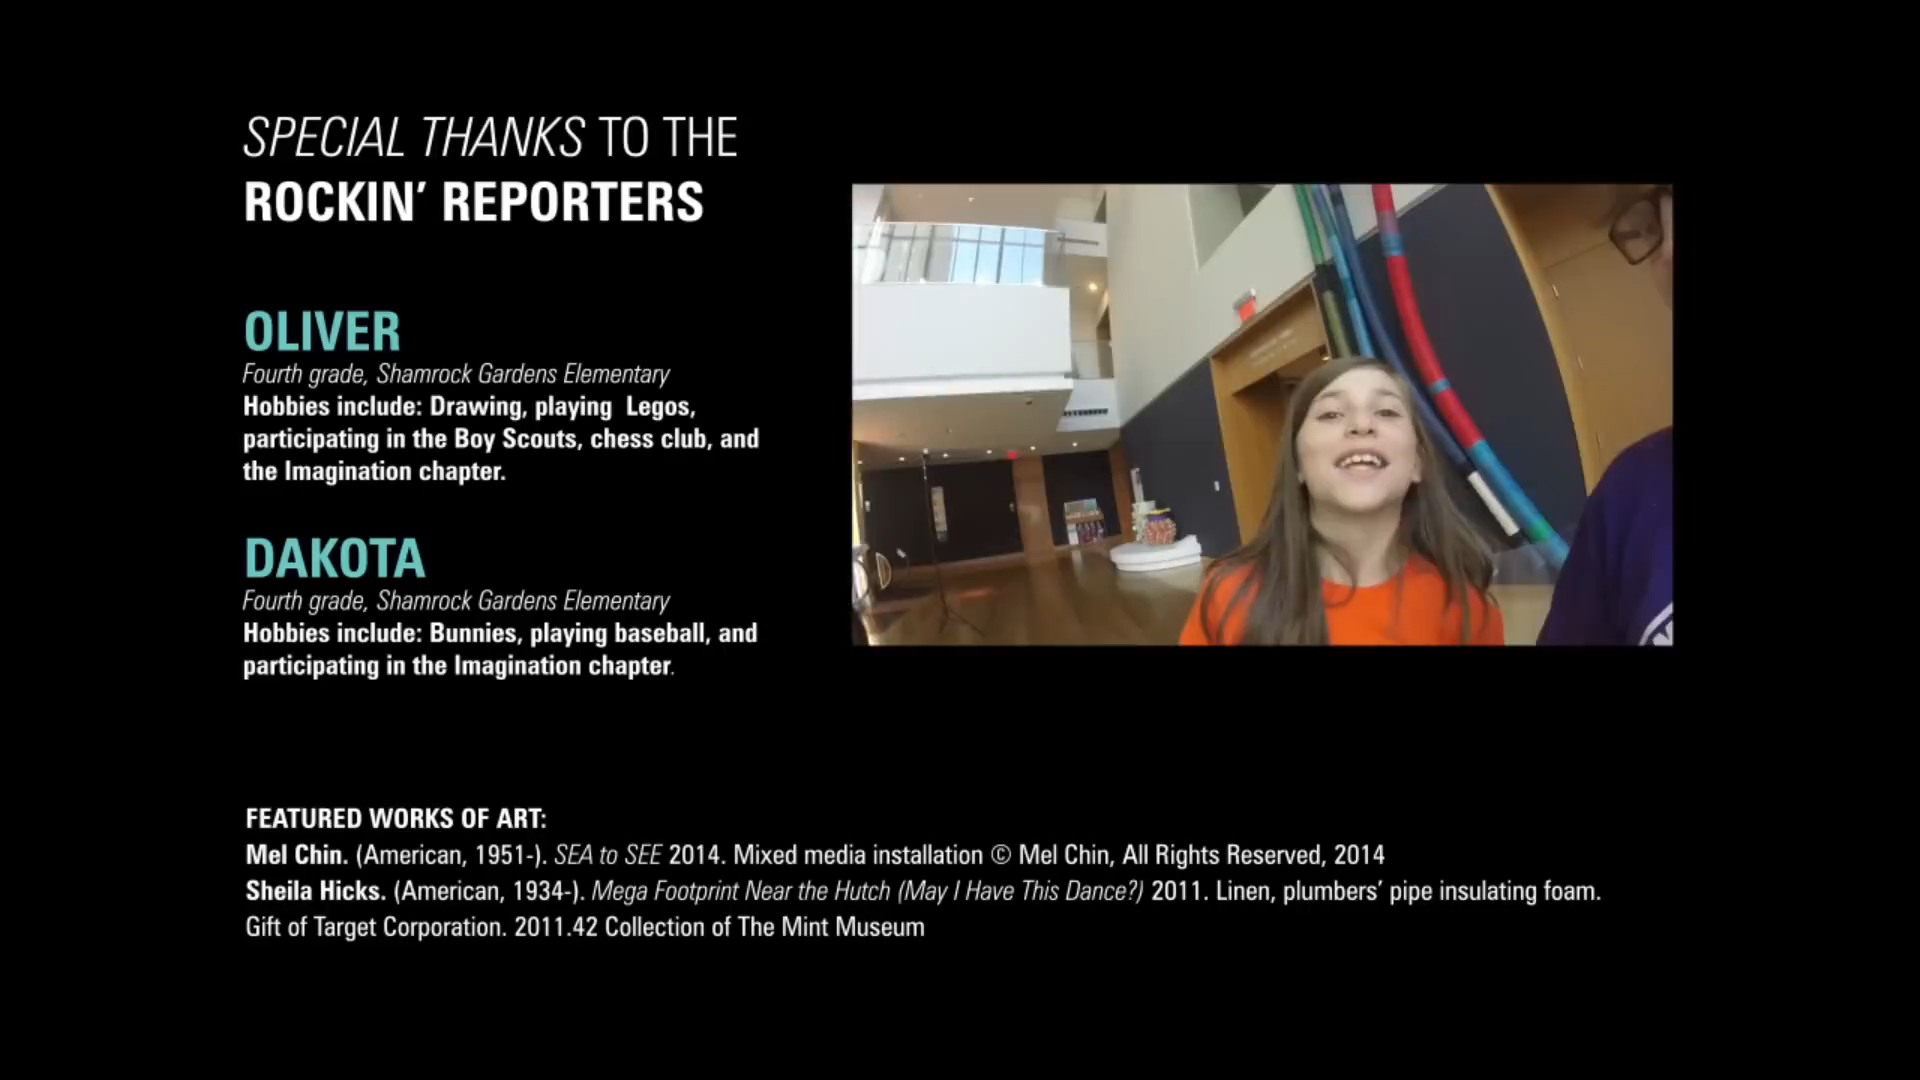 SPECIAL THANKS TO THE
ROCKIN’ REPORTERS
OLIVER
Fourth grade, Shamrock Gardens Elementary
Hobbies include: Drawing, playing Legos,
participating in the Boy Scouts, chess club, and
the Imagination chapter.
DAKOTA
Fourth grade, Shamrock Gardens Elementary
Hobbies include: Bunnies, playing baseball, and
participating in the Imagination chapter.
FEATURED WORKS OF ART:
Mel Chin. (American, 1951-). SEA to SEE 2014. Mixed media installation © Mel Chin, All Rights Reserved, 2014
Sheila Hicks. (American, 1934-). Mega Footprint Near the Hutch (May I Have This Dance?) 2011. Linen, plumbers’ pipe insulating foam.
Gift of Target Corporation. 2011.42 Collection of The Mint Museum